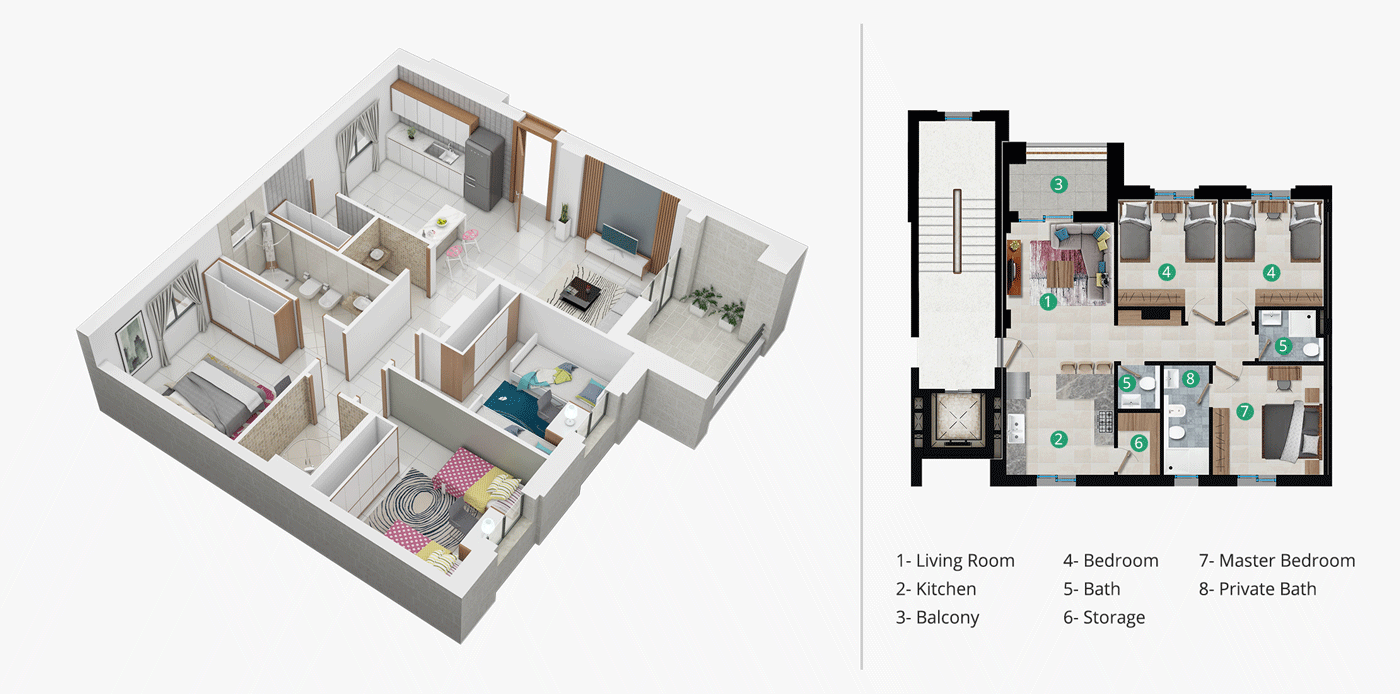 3
4
4
1
5
5
8
7
2
6
1- Living Room
4- Bedroom
7- Master Bedroom
2- Kitchen
5- Bath
8- Private Bath
3- Balcony
6- Storage